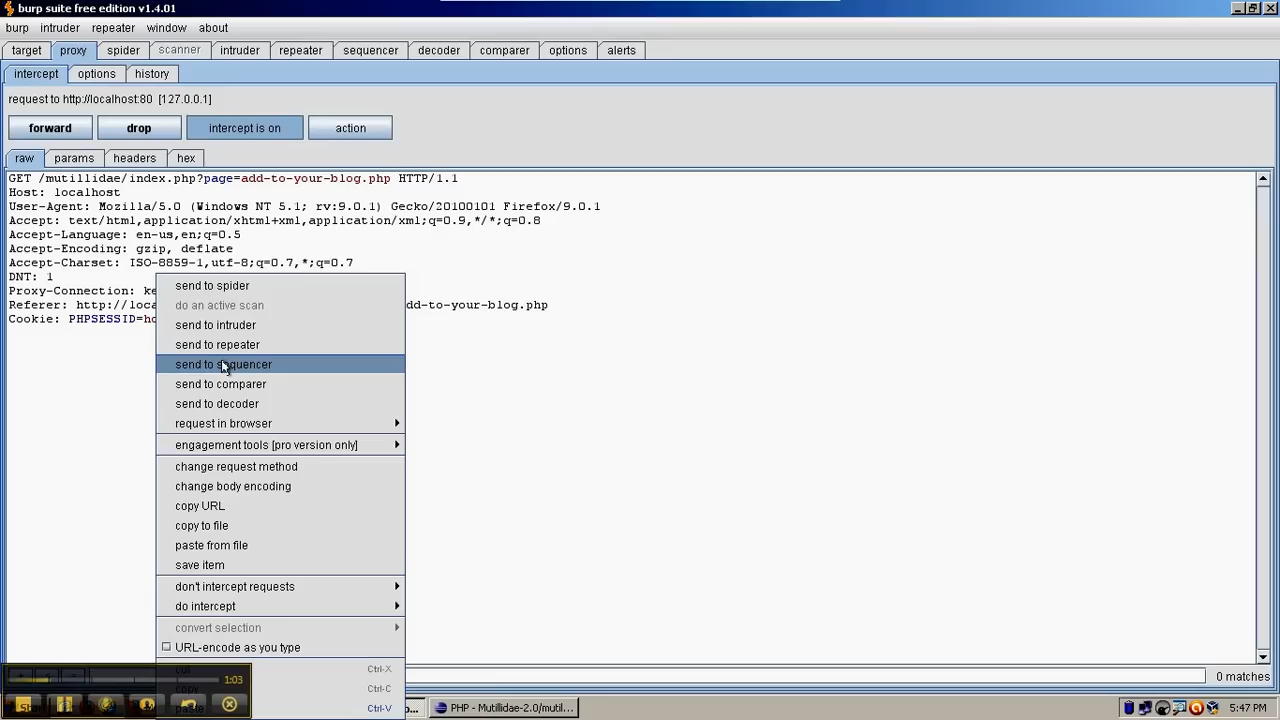 burp suite free edition v1.4.01
burp intruder repeater window about
target proxy spider scanner intruder repeater sequencer decoder comparer options alerts
intercept options history
request to http://localhost:80 [127.0.0.1]
forward drop intercept is on action
raw params headers hex
GET /mutillidae/index.php?page=add-to-your-blog.php HTTP/1.1
Host: localhost
User-Agent: Mozilla/5.0 (Windows NT 5.1; rv:9.0.1) Gecko/20100101 Firefox/9.0.1
Accept: text/html,application/xhtml+xml,application/xml;q=0.9,*/*;q=0.8
Accept-Language: en-us,en;q=0.5
Accept-Encoding: gzip, deflate
Accept-Charset: ISO-8859-1,utf-8;q=0.7,*;q=0.7
DNT: 1
Proxy-Connection: ke
Referer: http://loca dd-to-your-blog.php
Cookie: PHPSESSID=ho
send to spider
do an active scan
send to intruder
send to repeater
send to sequencer
send to comparer
send to decoder
request in browser
engagement tools [pro version only]
change request method
change body encoding
copy URL
copy to file
paste from file
save item
don't intercept requests
do intercept
convert selection
URL-encode as you type
cut Ctrl-X
copy Ctrl-C
paste Ctrl-V
1:03
0 matches
PHP - Mutillidae-2.0/mutil...
5:47 PM